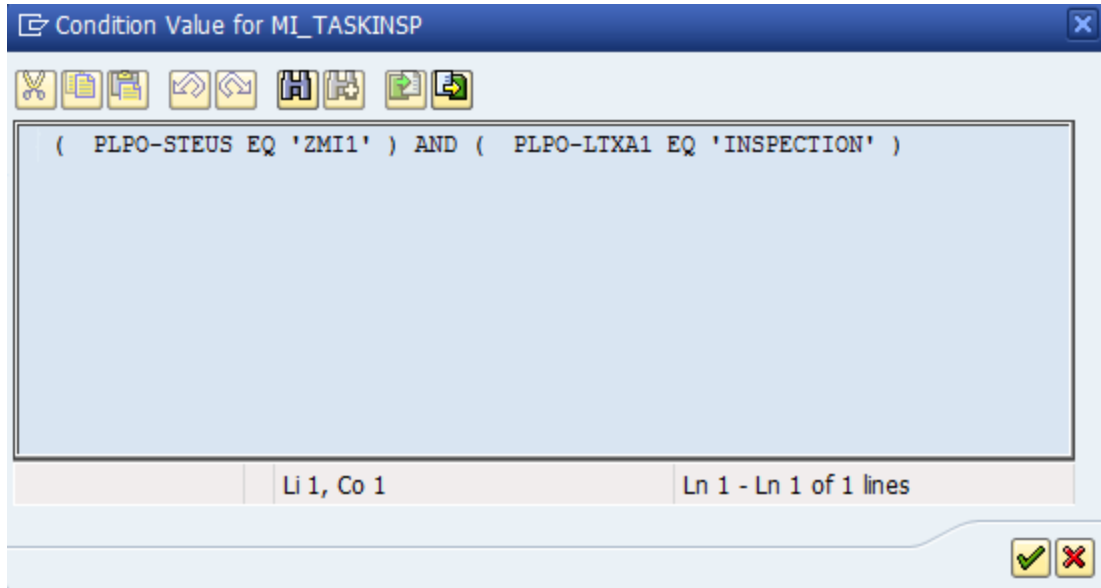 Condition Value for MI_TASKINSP
( PLPO-STEUS EQ 'ZMI1' ) AND ( PLPO-LTXA1 EQ 'INSPECTION' )
Li 1, Co 1
Ln 1 - Ln 1 of 1 lines